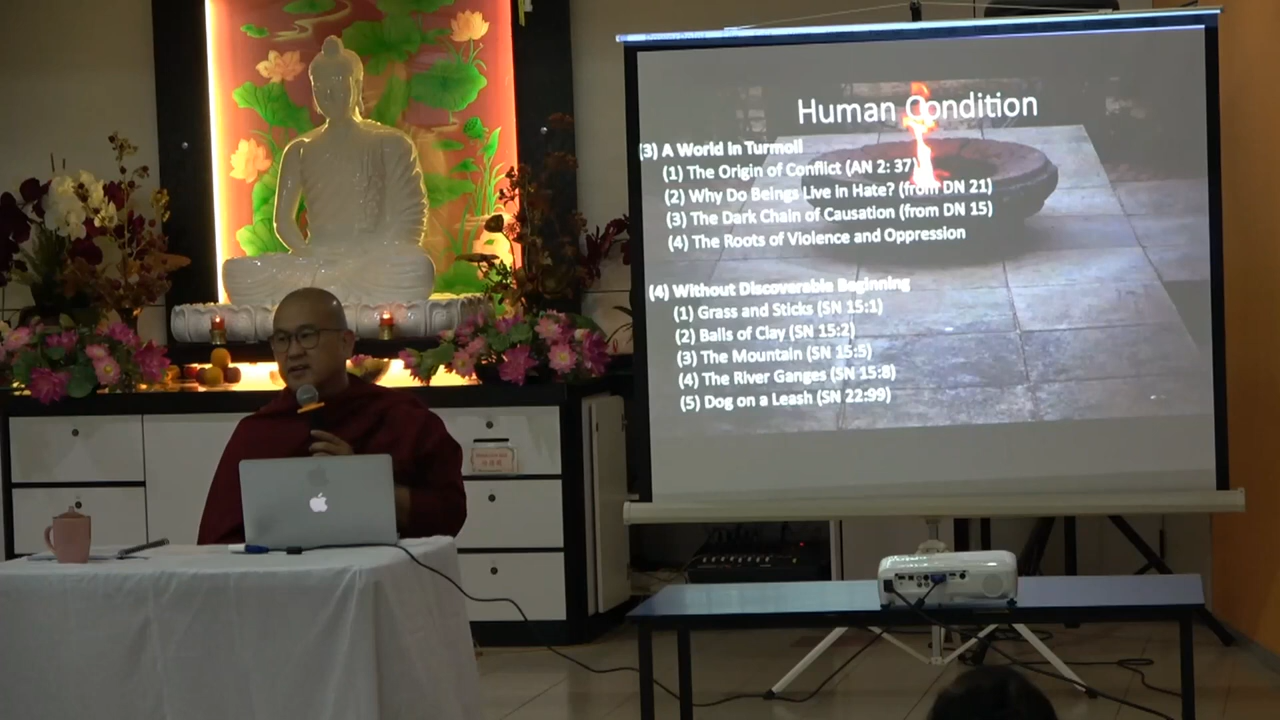 Human Condition
(3) A World in Turmoil
(1) The Origin of Conflict (AN 2: 37)
(2) Why Do Beings Live in Hate? (from DN 21)
(3) The Dark Chain of Causation (from DN 15)
(4) The Roots of Violence and Oppression
(4) Without Discoverable Beginning
(1) Grass and Sticks (SN 15:1)
(2) Balls of Clay (SN 15:2)
(3) The Mountain (SN 15:5)
(4) The River Ganges (SN 15:8)
(5) Dog on a Leash (SN 22:99)